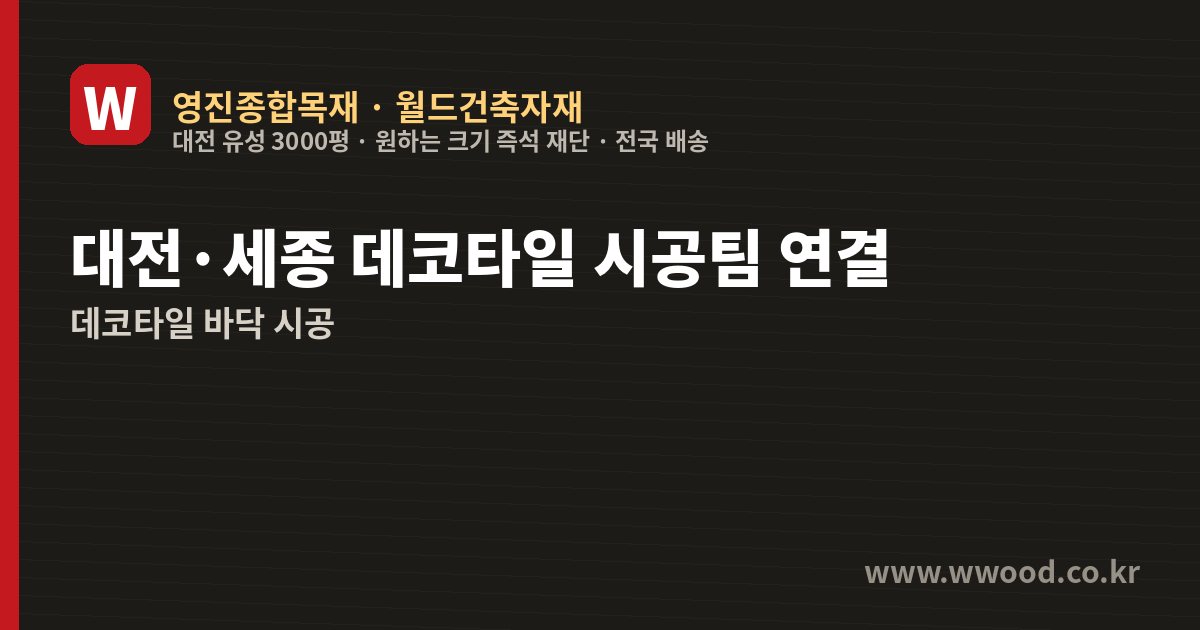 W
영진종합목재 · 월드건축자재
대전 유성 3000평 · 원하는 크기 즉석 재단 · 전국 배송
대전·세종 데코타일 시공팀 연결
데코타일 바닥 시공
www.wwood.co.kr